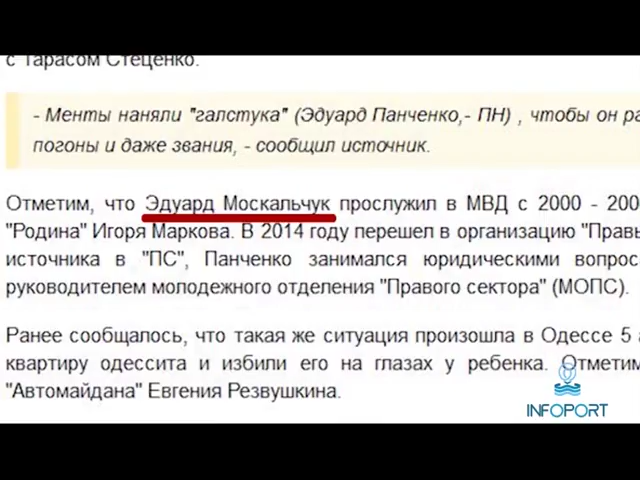 с Тарасом Стеценко.
- Менты наняли "галстука" (Эдуард Панченко,- ПН) , чтобы он ра
погоны и даже звания, - сообщил источник.
Отметим, что Эдуард Москальчук прослужил в МВД с 2000 - 200
"Родина" Игоря Маркова. В 2014 году перешел в организацию "Правы
источника в "ПС", Панченко занимался юридическими вопрос
руководителем молодежного отделения "Правого сектора" (МОПС).
Ранее сообщалось, что такая же ситуация произошла в Одессе 5 а
квартиру одессита и избили его на глазах у ребенка. Отметим
"Автомайдана" Евгения Резвушкина.
INFOPORT